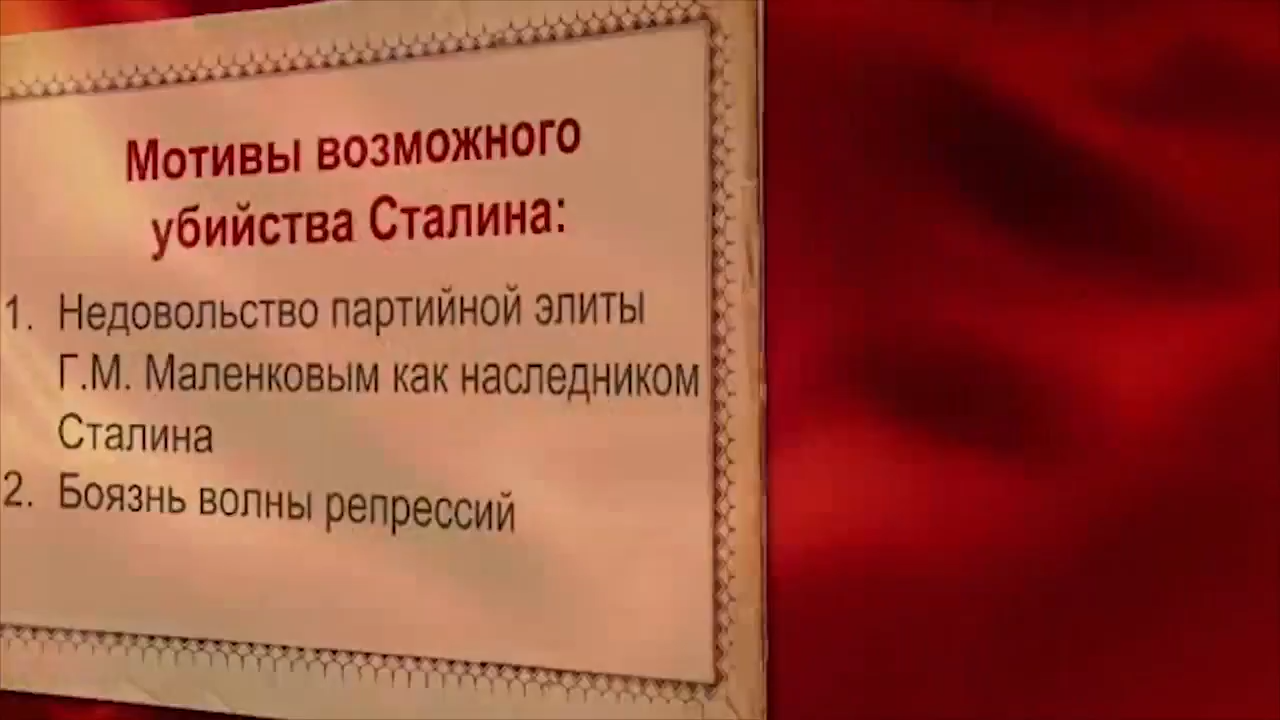 Мотивы возможного
убийства Сталина:
1. Недовольство партийной элиты
Г.М. Маленковым как наследником
Сталина
2. Боязнь волны репрессий